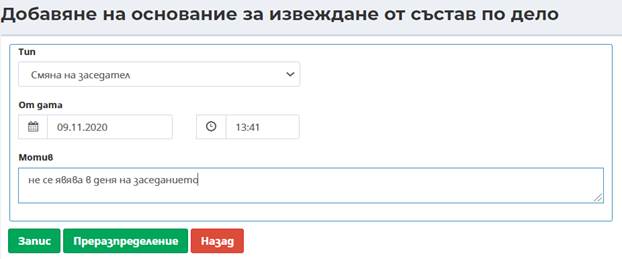 Добавяне на основание за извеждане от състав по дело
Тип
Смяна на заседател
От дата
09.11.2020 13:41
Мотив
не се явява в деня на заседанието
Запис Преразпределение Назад